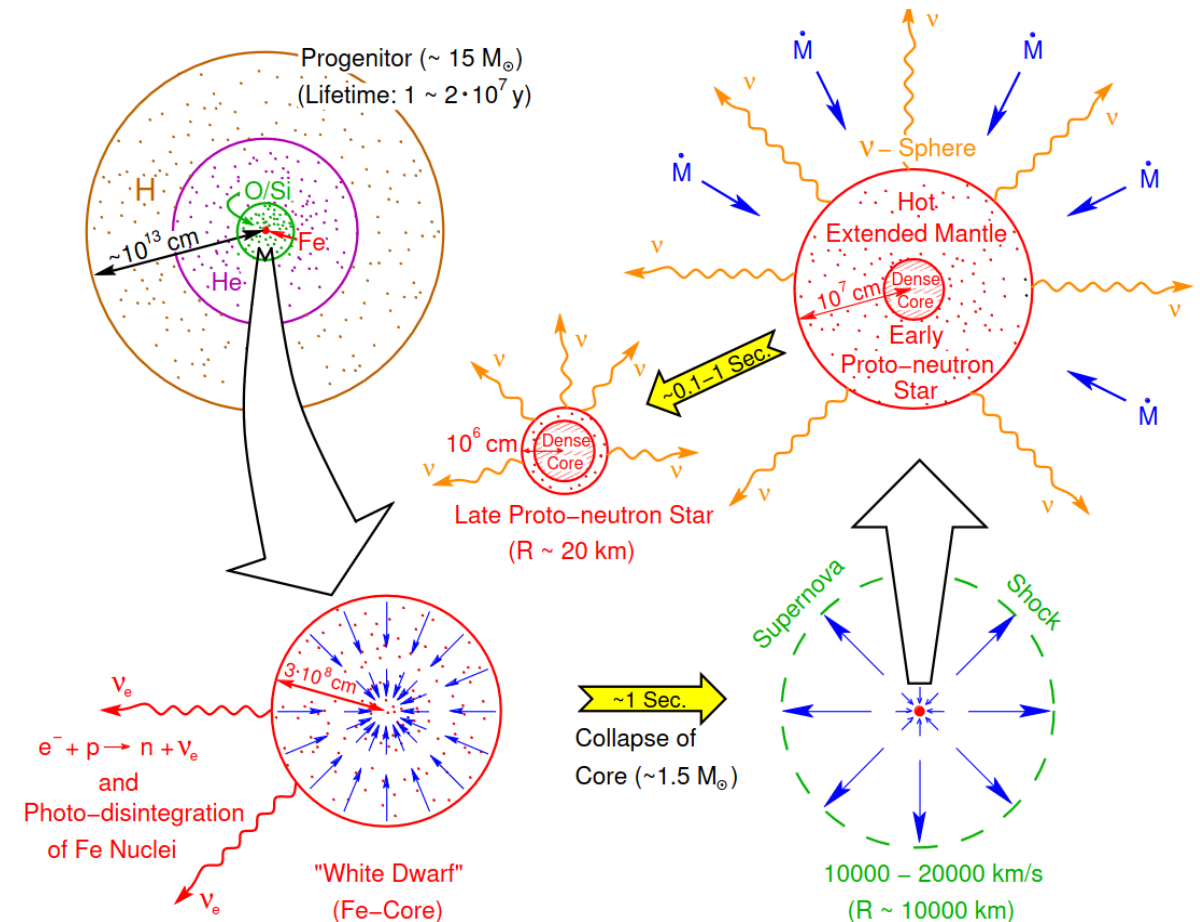 Progenitor (~ 15 M☉)
(Lifetime: 1 ~ 2·10⁷ y)
H
O/Si
Fe
~10¹³ cm
He
ν
ν
ν
ν
ν
ν
ν
Ṁ
Ṁ
Ṁ
Ṁ
Ṁ
ν − Sphere
Hot
Extended Mantle
Dense
Core
10⁷ cm
Early
Proto−neutron
Star
~0.1−1 Sec.
ν
ν
ν
ν
ν
10⁶ cm
Dense
Core
Late Proto−neutron Star
(R ~ 20 km)
3·10⁸ cm
νₑ
νₑ
e⁻ + p → n + νₑ
and
Photo−disintegration
of Fe Nuclei
"White Dwarf"
(Fe−Core)
~1 Sec.
Collapse of
Core (~1.5 M☉)
Supernova
Shock
10000 − 20000 km/s
(R ~ 10000 km)